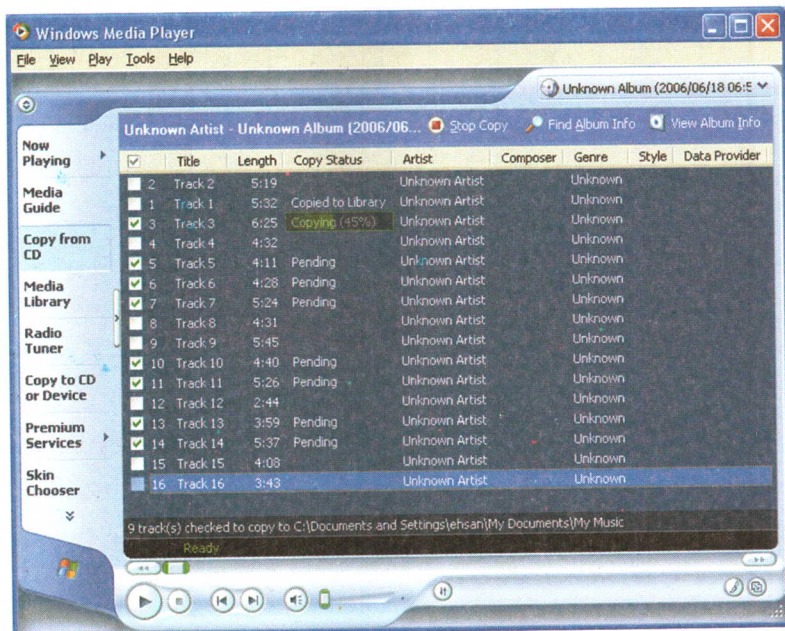 Windows Media Player
File View Play Tools Help
Unknown Album (2006/06/18 06:5
Unknown Artist - Unknown Album (2006/06... Stop Copy Find Album Info View Album Info
Now Playing
Media Guide
Copy from CD
Media Library
Radio Tuner
Copy to CD or Device
Premium Services
Skin Chooser
Title Length Copy Status Artist Composer Genre Style Data Provider
2 Track 2 5:19 Unknown Artist Unknown
1 Track 1 5:32 Copied to Library Unknown Artist Unknown
3 Track 3 6:25 Copying (45%) Unknown Artist Unknown
4 Track 4 4:32 Unknown Artist Unknown
5 Track 5 4:11 Pending Unknown Artist Unknown
6 Track 6 4:28 Pending Unknown Artist Unknown
7 Track 7 5:24 Pending Unknown Artist Unknown
8 Track 8 4:31 Unknown Artist Unknown
9 Track 9 5:45 Unknown Artist Unknown
10 Track 10 4:40 Pending Unknown Artist Unknown
11 Track 11 5:26 Pending Unknown Artist Unknown
12 Track 12 2:44 Unknown Artist Unknown
13 Track 13 3:59 Pending Unknown Artist Unknown
14 Track 14 5:37 Pending Unknown Artist Unknown
15 Track 15 4:08 Unknown Artist Unknown
16 Track 16 3:43 Unknown Artist Unknown
9 track(s) checked to copy to C:\Documents and Settings\ehsan\My Documents\My Music
Ready